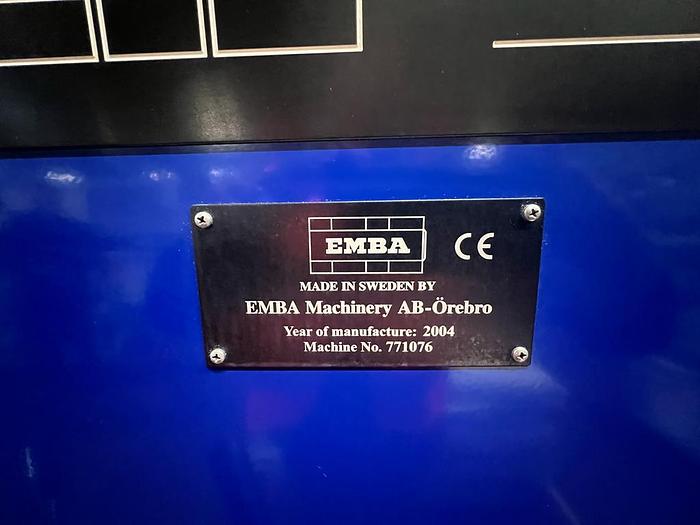 EMBA CE
MADE IN SWEDEN BY
EMBA Machinery AB-Örebro
Year of manufacture: 2004
Machine No. 771076